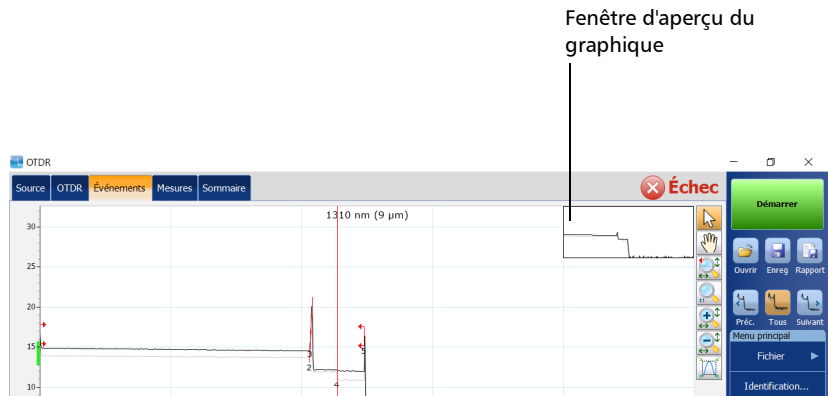 Fenêtre d'aperçu du
graphique
OTDR
Source OTDR Événements Mesures Sommaire
Échec
Démarrer
1310 nm (9 µm)
30
25
20
15
10
3
2
4
5
Ouvrir Enreg Rapport
Préc. Tous Suivant
Menu principal
Fichier
Identification...